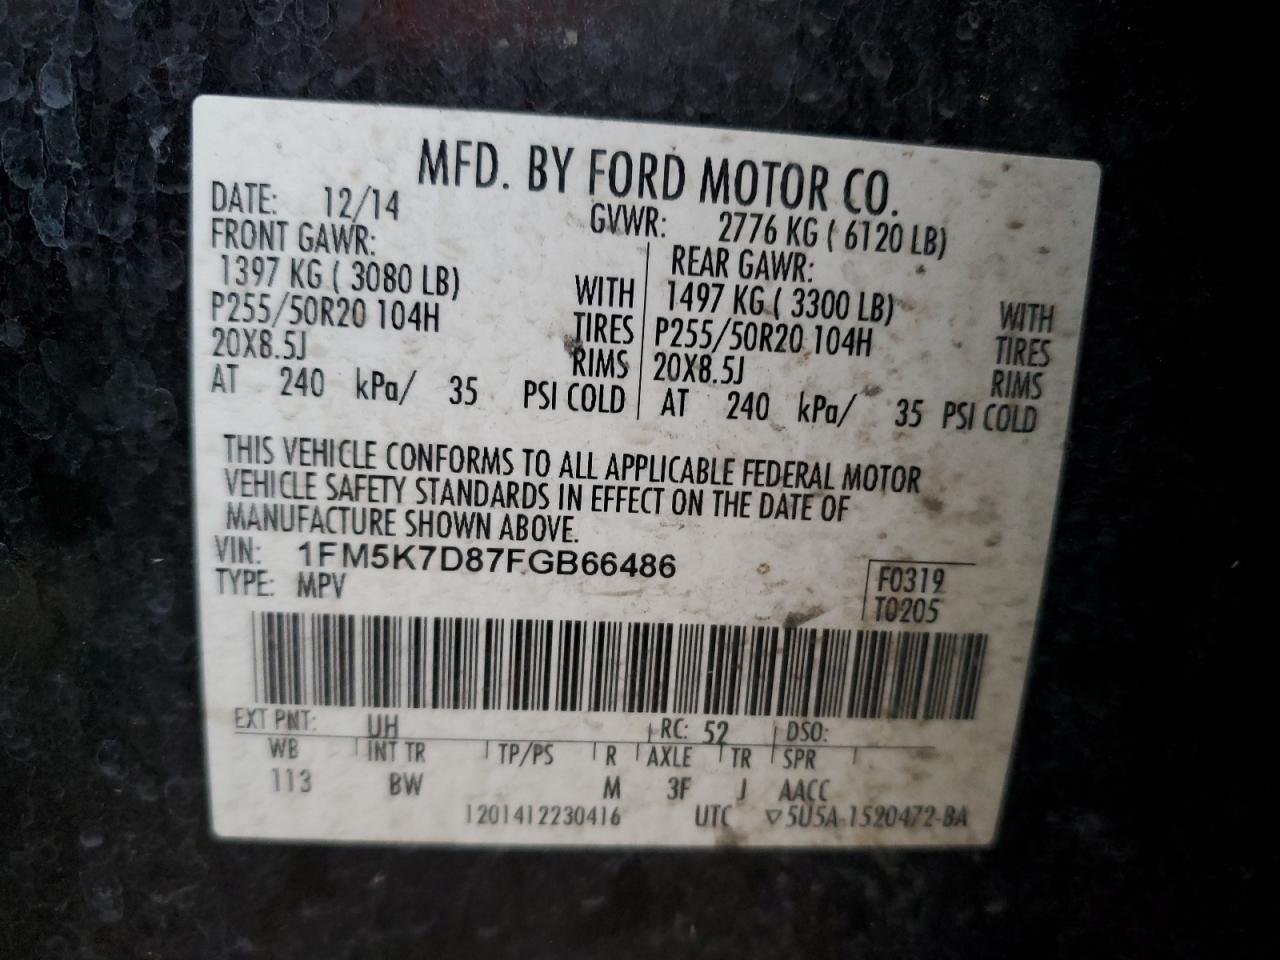 MFD. BY FORD MOTOR CO.
DATE: 12/14 GVWR: 2776 KG ( 6120 LB)
FRONT GAWR: REAR GAWR:
1397 KG ( 3080 LB) WITH 1497 KG ( 3300 LB) WITH
P255/50R20 104H TIRES P255/50R20 104H TIRES
20X8.5J RIMS 20X8.5J RIMS
AT 240 kPa/ 35 PSI COLD AT 240 kPa/ 35 PSI COLD
THIS VEHICLE CONFORMS TO ALL APPLICABLE FEDERAL MOTOR
VEHICLE SAFETY STANDARDS IN EFFECT ON THE DATE OF
MANUFACTURE SHOWN ABOVE.
VIN: 1FM5K7D87FGB66486
TYPE: MPV
F0319
T0205
EXT PNT: UH RC: 52 DSO:
WB INT TR TP/PS R AXLE TR SPR
113 BW M 3F J AACC
1201412230416 UTC ▽5U5A-1520472-BA